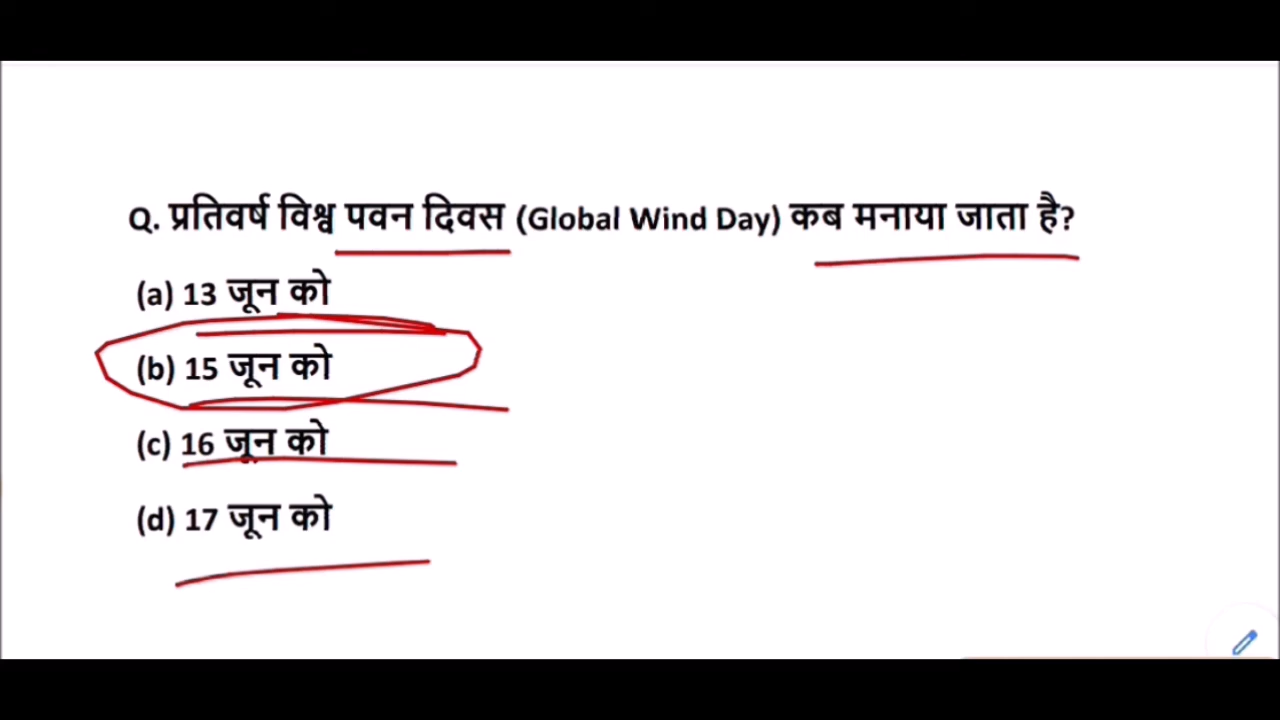 Q. प्रतिवर्ष विश्व पवन दिवस (Global Wind Day) कब मनाया जाता है?
(a) 13 जून को
(b) 15 जून को
(c) 16 जून को
(d) 17 जून को